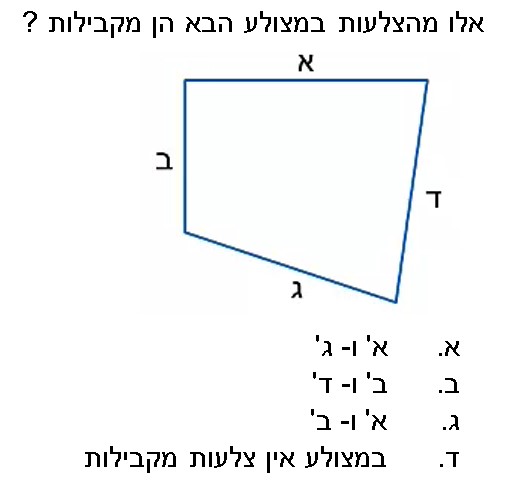 אלו מהצלעות במצולע הבא הן מקבילות ?
א
ב
ד
ג
א. א' ו- ג'
ב. ב' ו- ד'
ג. א' ו- ב'
ד. במצולע אין צלעות מקבילות